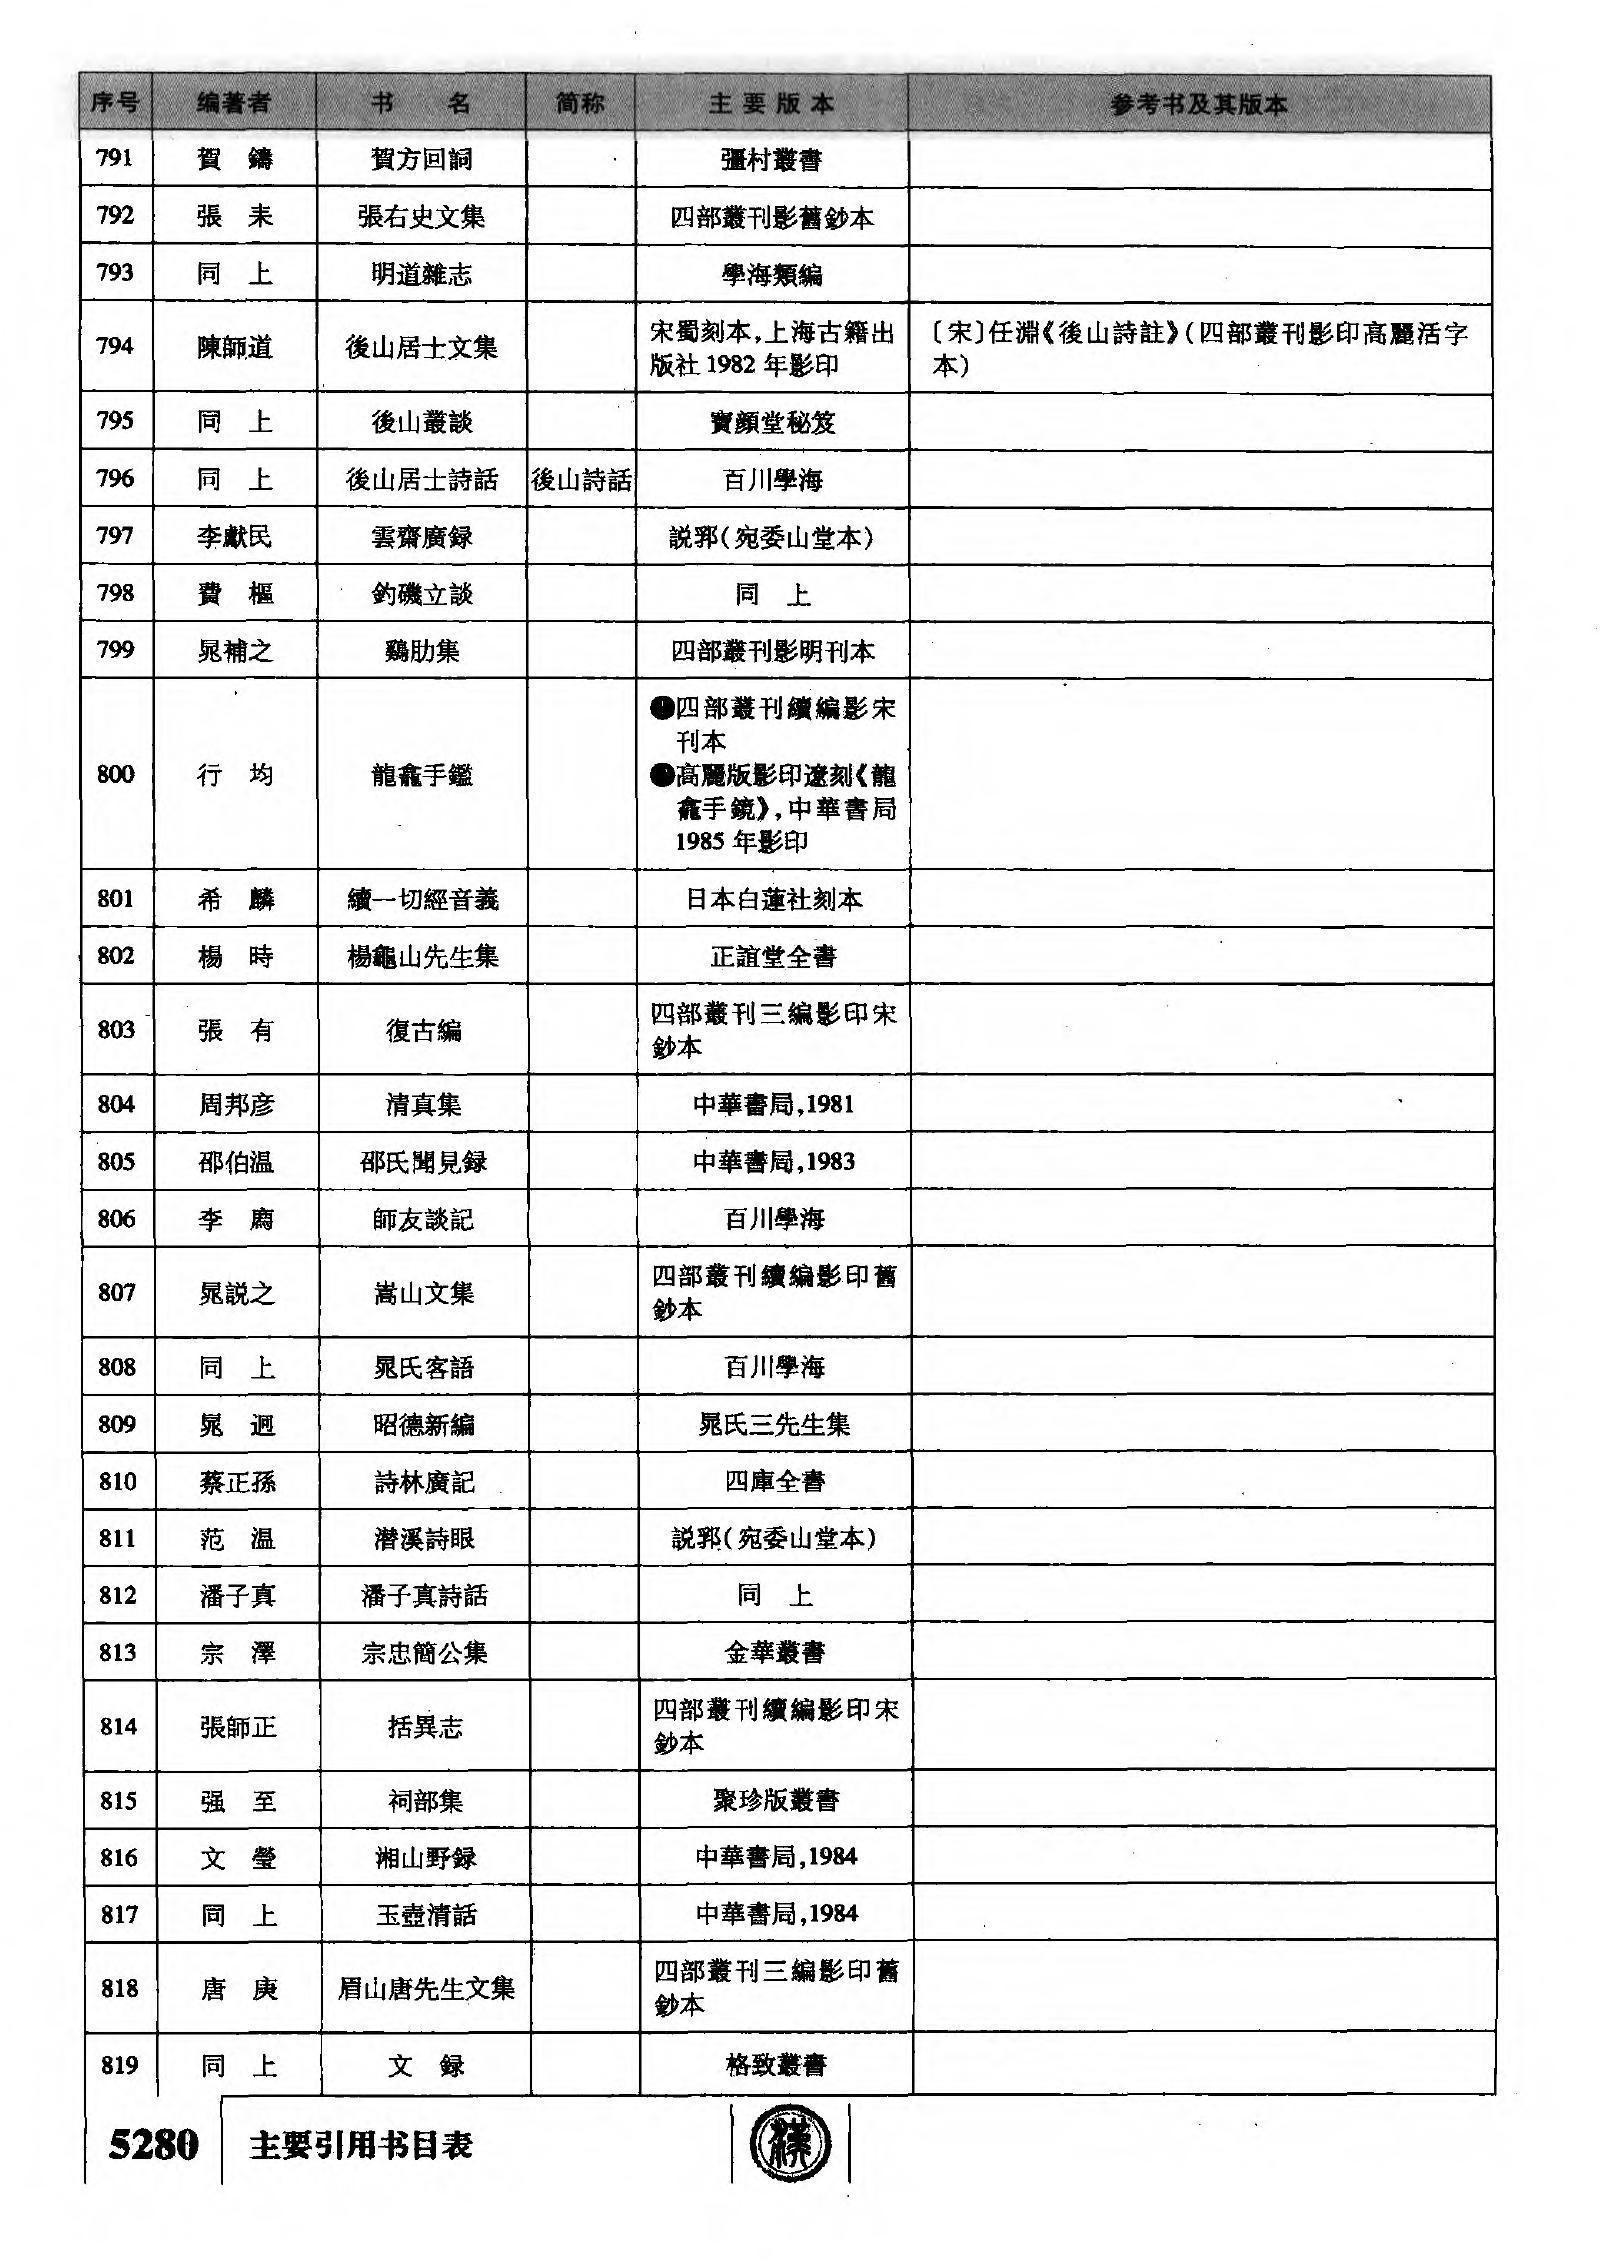 序号 编著者 书 名 简称 主要版本 参考书及其版本
791 賀 鑄 賀方回詞 彊村叢書
792 張 耒 張右史文集 四部叢刊影舊鈔本
793 同 上 明道雜志 學海類編
794 陳師道 後山居士文集 宋蜀刻本,上海古籍出
版社1982年影印 〔宋〕任淵《後山詩註》(四部叢刊影印高麗活字
本)
795 同 上 後山叢談 寶顔堂秘笈
796 同 上 後山居士詩話 後山詩話 百川學海
797 李獻民 雲齋廣録 説郛(宛委山堂本)
798 費 樞 釣磯立談 同 上
799 晁補之 鷄肋集 四部叢刊影明刊本
800 行 均 龍龕手鑑 ❶四部叢刊續編影宋
刊本
❷高麗版影印遼刻《龍
龕手鏡》,中華書局
1985年影印
801 希 麟 續一切經音義 日本白蓮社刻本
802 楊 時 楊龜山先生集 正誼堂全書
803 張 有 復古編 四部叢刊三編影印宋
鈔本
804 周邦彦 清真集 中華書局,1981
805 邵伯温 邵氏聞見録 中華書局,1983
806 李 廌 師友談記 百川學海
807 晁説之 嵩山文集 四部叢刊續編影印舊
鈔本
808 同 上 晁氏客語 百川學海
809 晁 迥 昭德新編 晁氏三先生集
810 蔡正孫 詩林廣記 四庫全書
811 范 温 潛溪詩眼 説郛(宛委山堂本)
812 潘子真 潘子真詩話 同 上
813 宗 澤 宗忠簡公集 金華叢書
814 張師正 括異志 四部叢刊續編影印宋
鈔本
815 强 至 祠部集 聚珍版叢書
816 文 瑩 湘山野録 中華書局,1984
817 同 上 玉壺清話 中華書局,1984
818 唐 庚 眉山唐先生文集 四部叢刊三編影印舊
鈔本
819 同 上 文 録 格致叢書
5280 主要引用书目表 漢